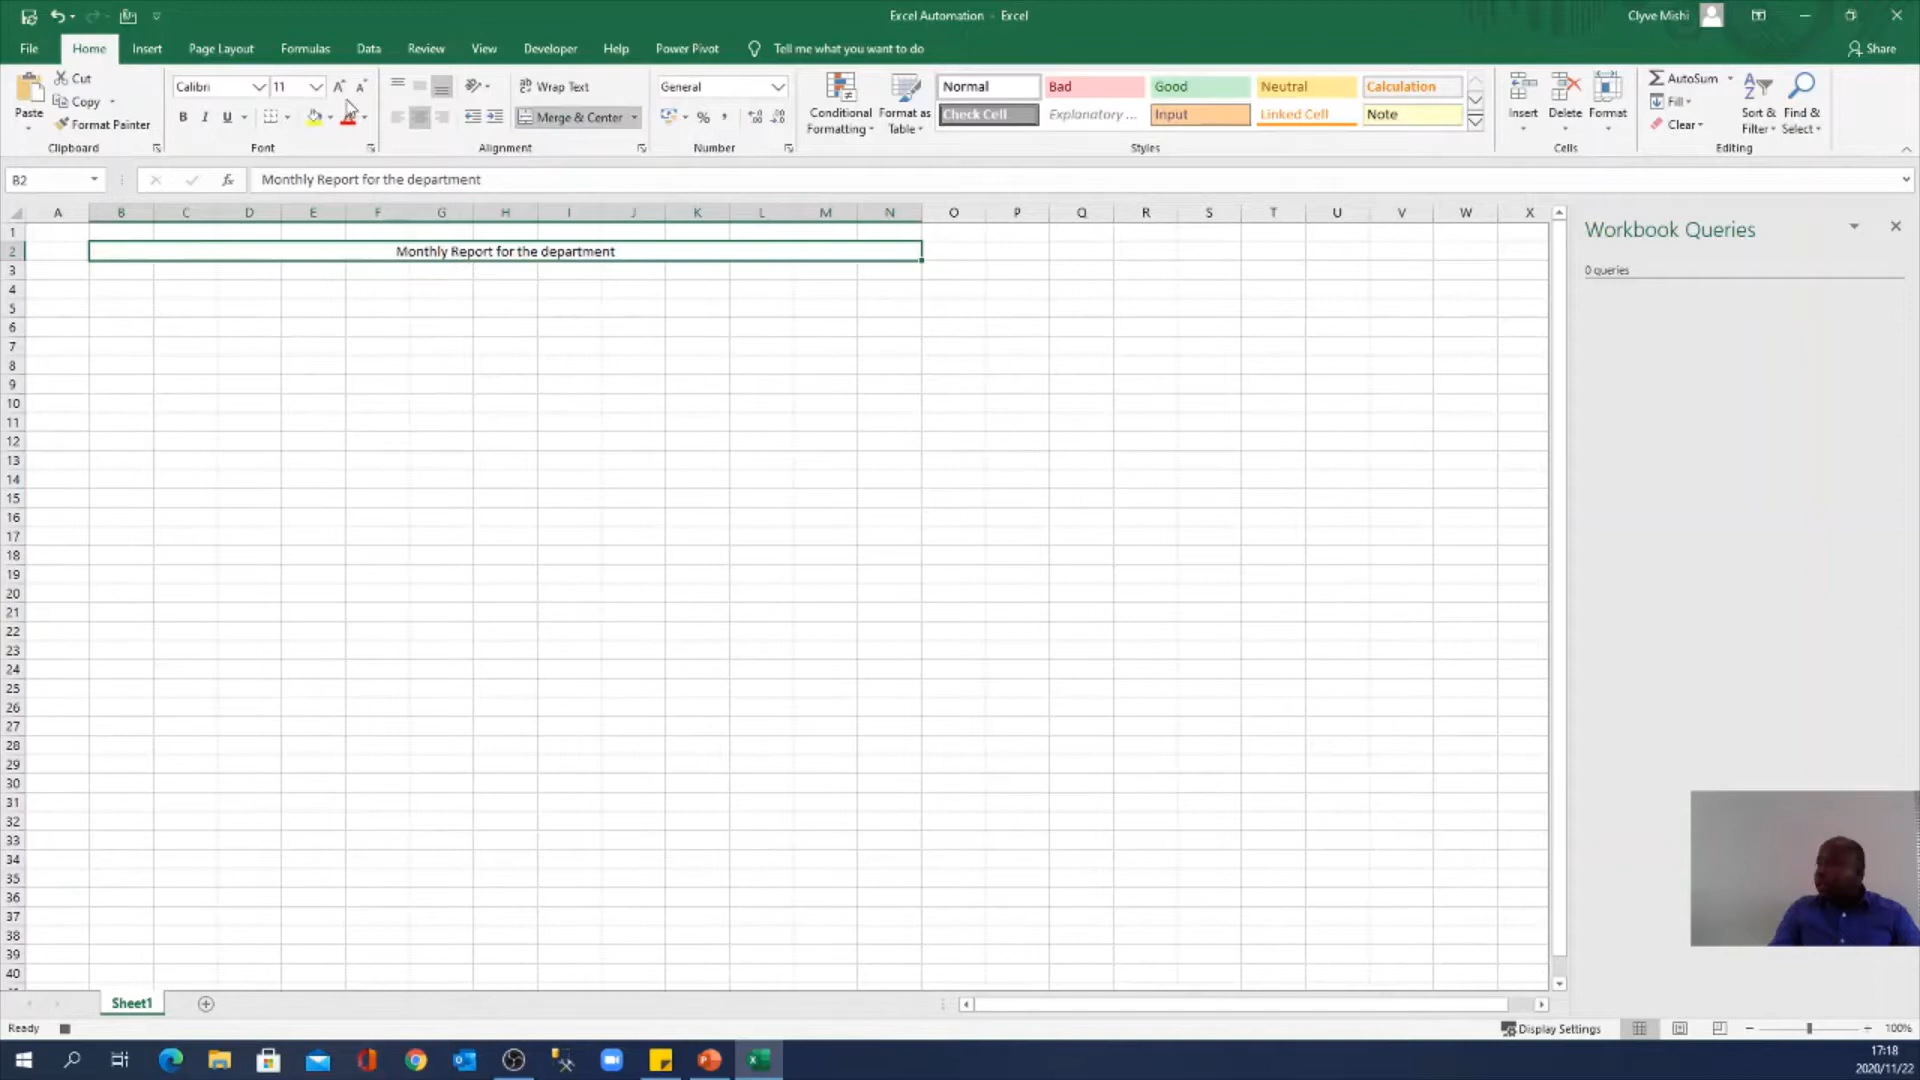 Excel Automation - Excel
Clyve Mishi
File Home Insert Page Layout Formulas Data Review View Developer Help Power Pivot Tell me what you want to do Share
Paste
Cut
Copy
Format Painter
Clipboard
Calibri 11
B I U
Font
Wrap Text
Merge & Center
Alignment
General
%
Number
Conditional Formatting
Format as Table
Normal Bad Good Neutral Calculation
Check Cell Explanatory ... Input Linked Cell Note
Styles
Insert Delete Format
Cells
AutoSum
Fill
Clear
Sort & Filter
Find & Select
Editing
B2 fx Monthly Report for the department
A B C D E F G H I J K L M N O P Q R S T U V W X
1
2 Monthly Report for the department
3
4
5
6
7
8
9
10
11
12
13
14
15
16
17
18
19
20
21
22
23
24
25
26
27
28
29
30
31
32
33
34
35
36
37
38
39
40
Workbook Queries
0 queries
Sheet1
Ready
Display Settings
100%
17:18
2020/11/22